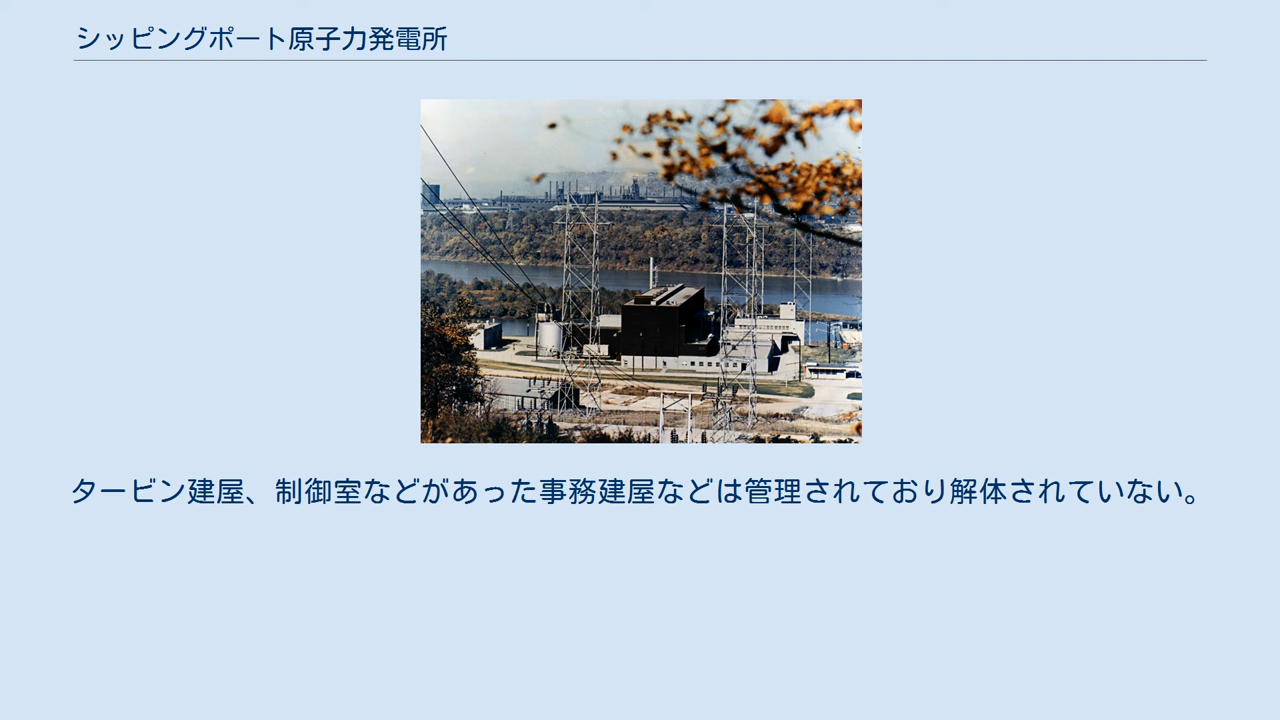 シッピングポート原子力発電所
タービン建屋、制御室などがあった事務建屋などは管理されており解体されていない。